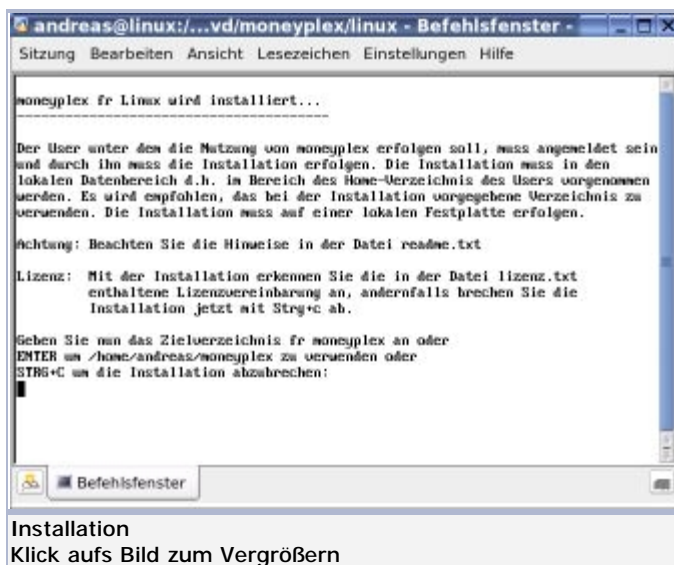 andreas@linux:/...vd/moneyplex/linux - Befehlsfenster -
Sitzung Bearbeiten Ansicht Lesezeichen Einstellungen Hilfe
moneyplex fr Linux wird installiert...
----------------------------------------
Der User unter dem die Nutzung von moneyplex erfolgen soll, muss angemeldet sein
und durch ihn muss die Installation erfolgen. Die Installation muss in den
lokalen Datenbereich d.h. im Bereich des Home-Verzeichnis des Users vorgenommen
werden. Es wird empfohlen, das bei der Installation vorgegebene Verzeichnis zu
verwenden. Die Installation muss auf einer lokalen Festplatte erfolgen.
Achtung: Beachten Sie die Hinweise in der Datei readme.txt
Lizenz: Mit der Installation erkennen Sie die in der Datei lizenz.txt
enthaltene Lizenzvereinbarung an, andernfalls brechen Sie die
Installation jetzt mit Strg+c ab.
Geben Sie nun das Zielverzeichnis fr moneyplex an oder
ENTER um /home/andreas/moneyplex zu verwenden oder
STRG+C um die Installation abzubrechen:
Befehlsfenster
Installation
Klick aufs Bild zum Vergrößern